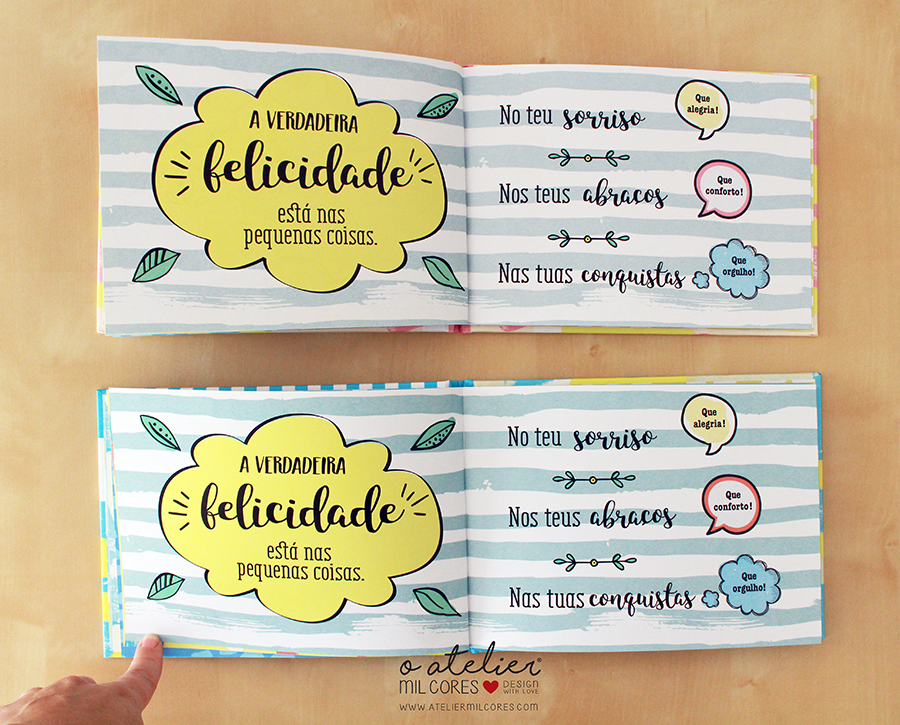 A VERDADEIRA
felicidade
está nas
pequenas coisas.
No teu sorriso
Que
alegria!
Nos teus abracos
Que
conforto!
Nas tuas conquistas
Que
orgulho!
A VERDADEIRA
felicidade
está nas
pequenas coisas.
No teu sorriso
Que
alegria!
Nos teus abracos
Que
conforto!
Nas tuas conquistas
Que
orgulho!
o atelier®
MIL CORES DESIGN
WITH LOVE
WWW.ATELIERMILCORES.COM